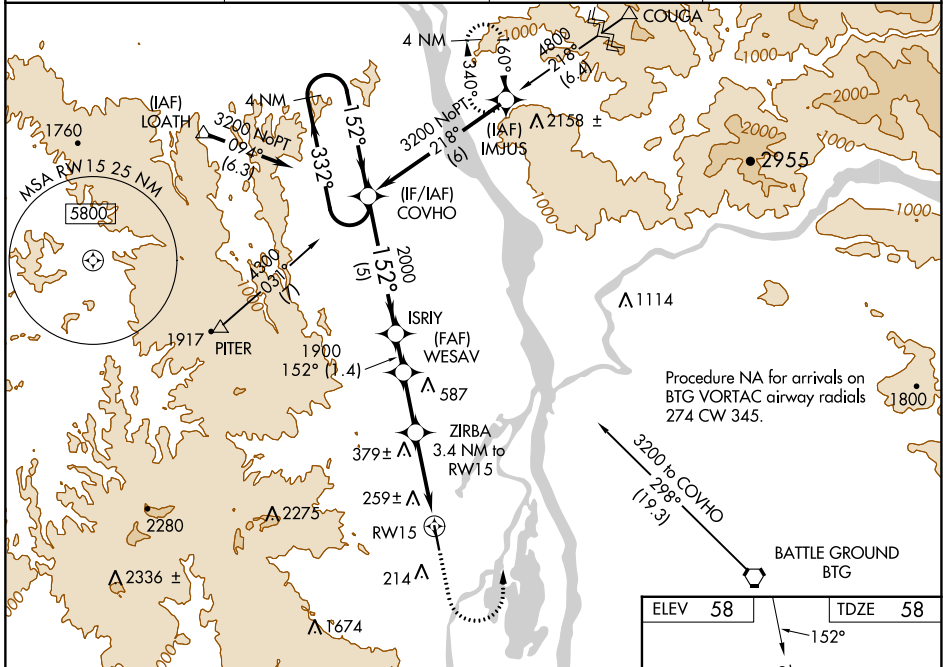 COUGA
1000
4 NM
160°
340°
4800
218°
(6.4)
1000
2000
4 NM
152°
332°
(IAF)
LOATH
3200 NoPT
094°
(6.3)
1760
3200 NoPT
218°
(6)
(IAF)
IMJUS
2158 ±
2000
2955
1000
1000
MSA RW15 25 NM
5800
(IF/IAF)
COVHO
2000
152°
(5)
4300
031°
1917
PITER
1114
ISRIY
(FAF)
WESAV
1900
152° (1.4)
587
Procedure NA for arrivals on
BTG VORTAC airway radials
274 CW 345.
1800
ZIRBA
3.4 NM to
RW15
379±
3200 to COVHO
298°
(19.3)
259±
RW15
2280
2275
214
2336 ±
BATTLE GROUND
BTG
1674
ELEV 58
TDZE 58
152°